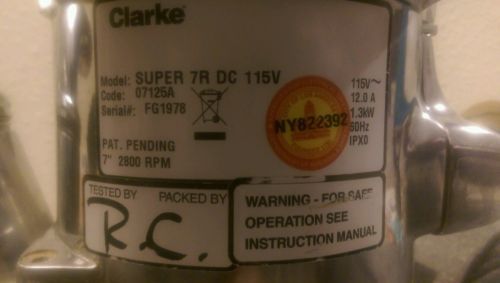 Clarke
Model: SUPER 7R DC 115V
Code: 07125A
Serial#: FG1978
PAT. PENDING
7" 2800 RPM
NY822392
115V~
12.0 A
1.3kW
60Hz
IPX0
TESTED BY PACKED BY
R.C.
WARNING - FOR SAFE
OPERATION SEE
INSTRUCTION MANUAL